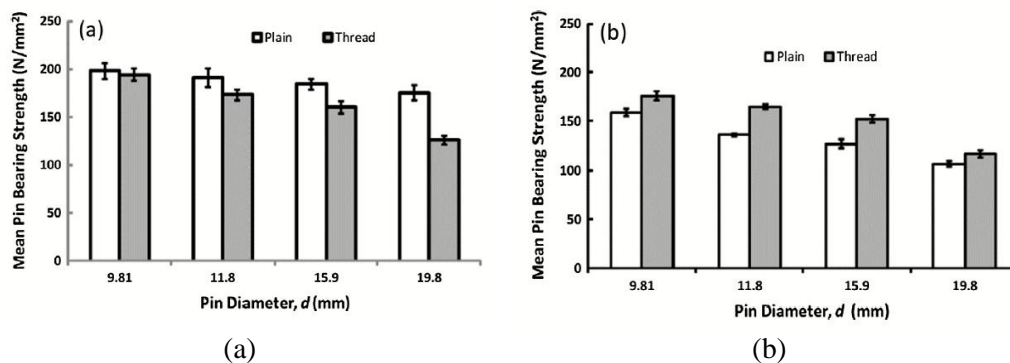 (a)
Plain Thread
Mean Pin Bearing Strength (N/mm²)
250
200
150
100
50
0
9.81 11.8 15.9 19.8
Pin Diameter, d (mm)
(a)
(b)
Plain Thread
Mean Pin Bearing Strength (N/mm²)
250
200
150
100
50
0
9.81 11.8 15.9 19.8
Pin Diameter, d (mm)
(b)